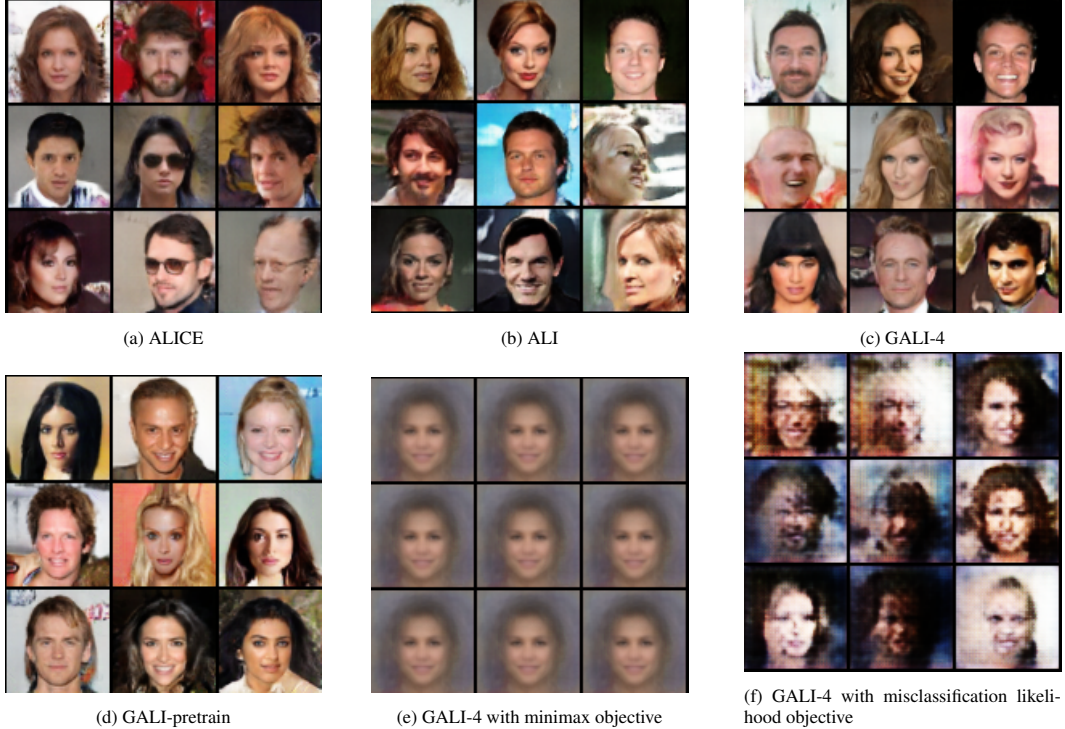 (a) ALICE
(b) ALI
(c) GALI-4
(d) GALI-pretrain
(e) GALI-4 with minimax objective
(f) GALI-4 with misclassification likeli-
hood objective